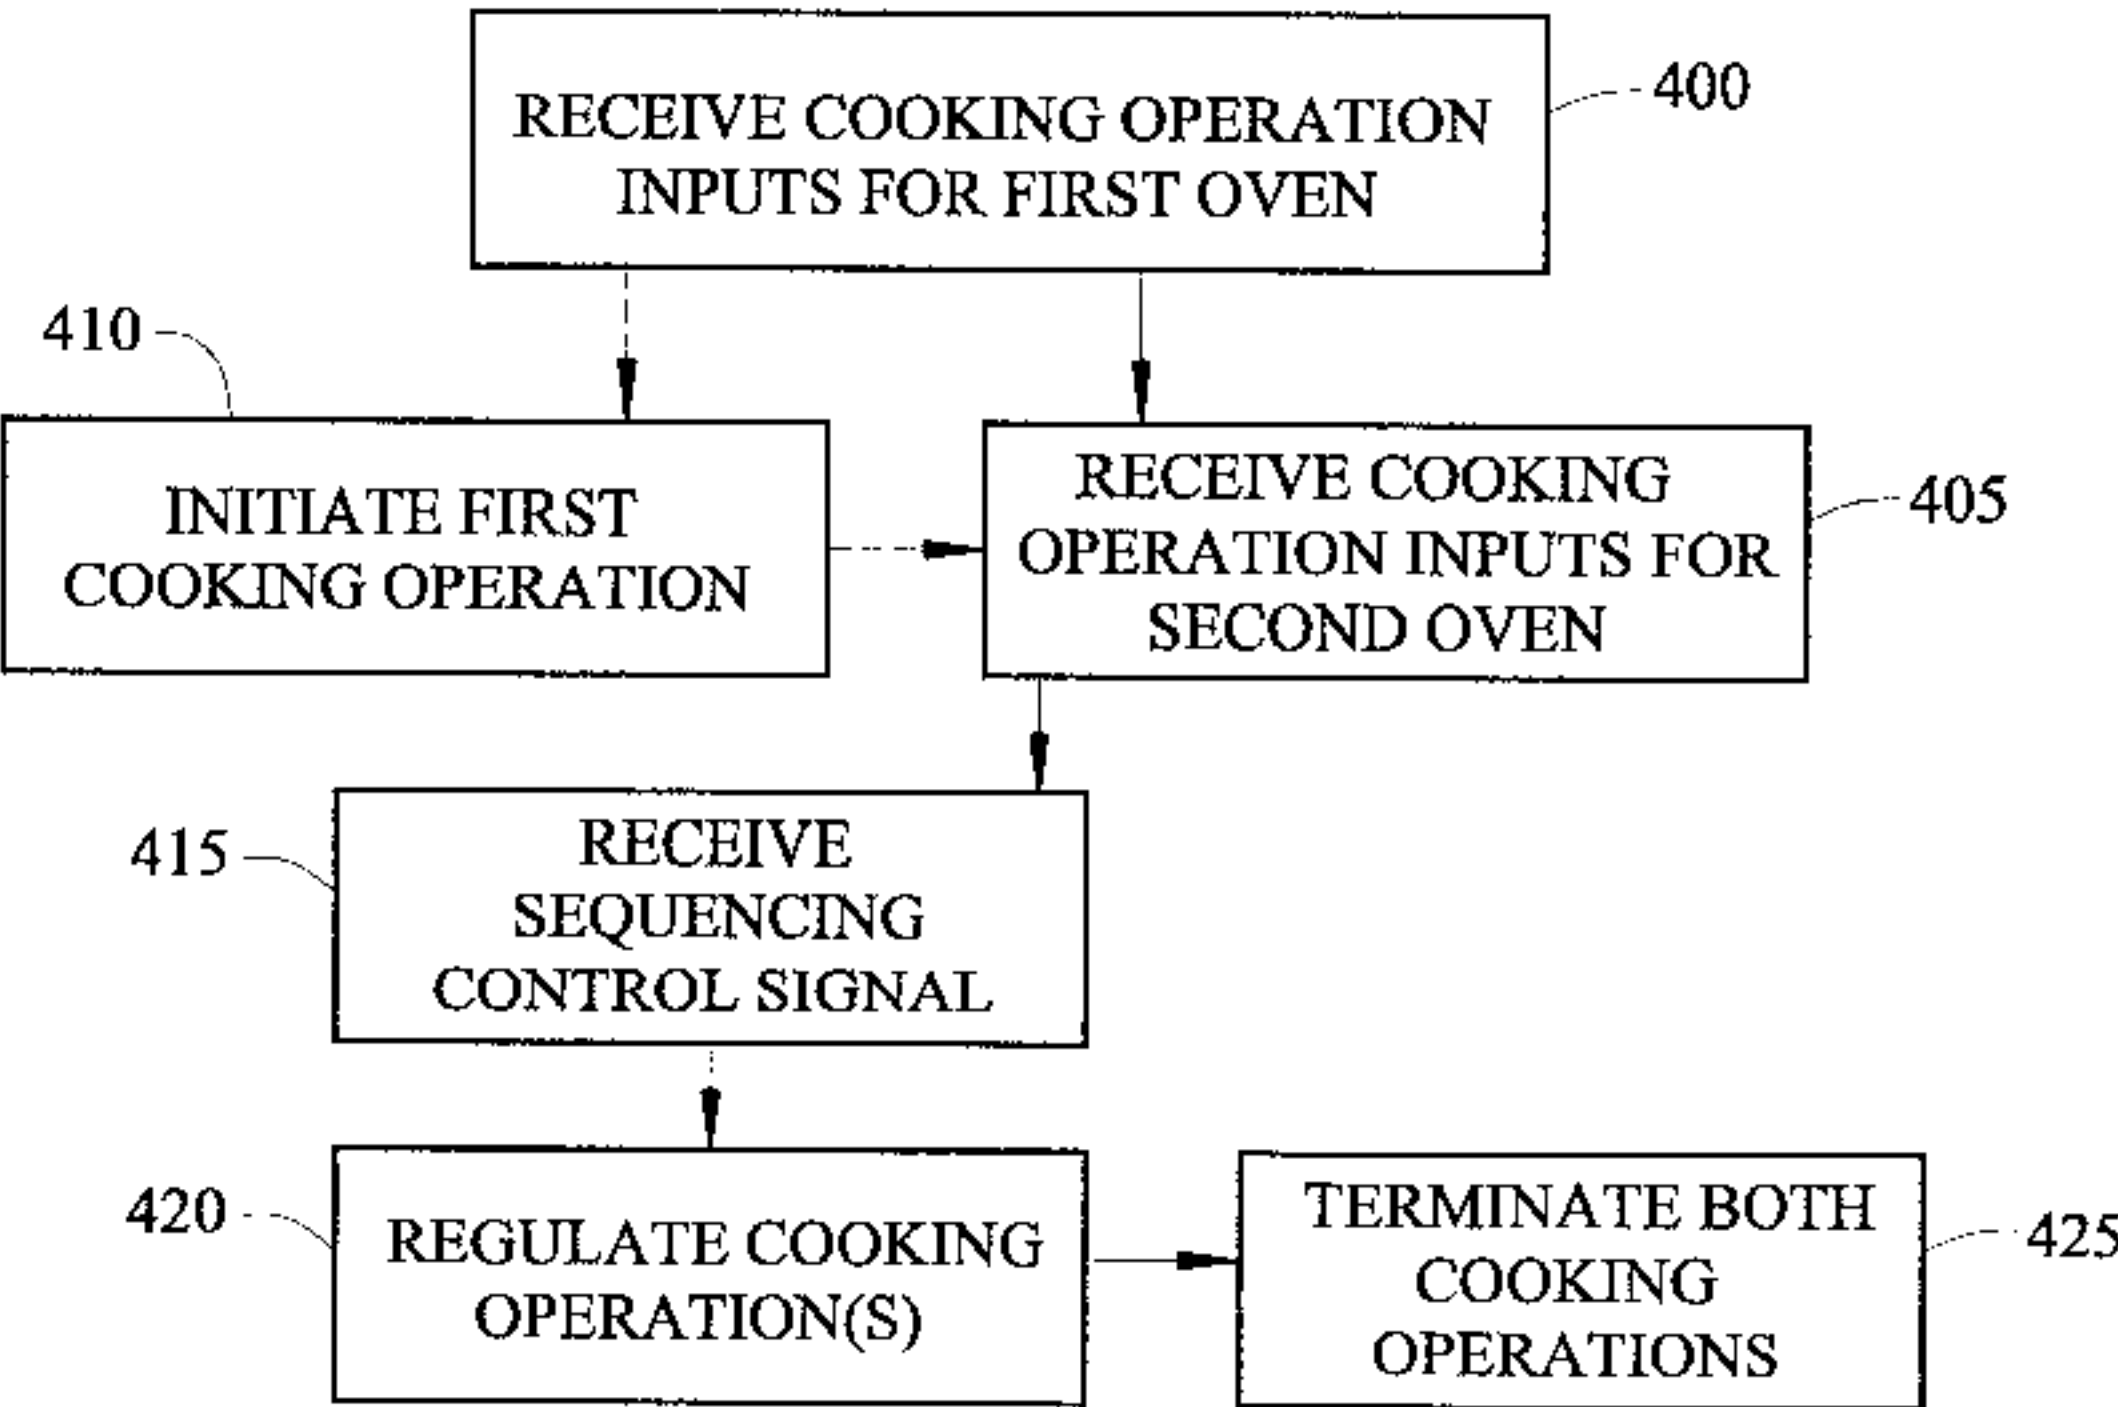 RECEIVE COOKING OPERATION
INPUTS FOR FIRST OVEN
400
410
INITIATE FIRST
COOKING OPERATION
RECEIVE COOKING
OPERATION INPUTS FOR
SECOND OVEN
405
415
RECEIVE
SEQUENCING
CONTROL SIGNAL
420
REGULATE COOKING
OPERATION(S)
TERMINATE BOTH
COOKING
OPERATIONS
425